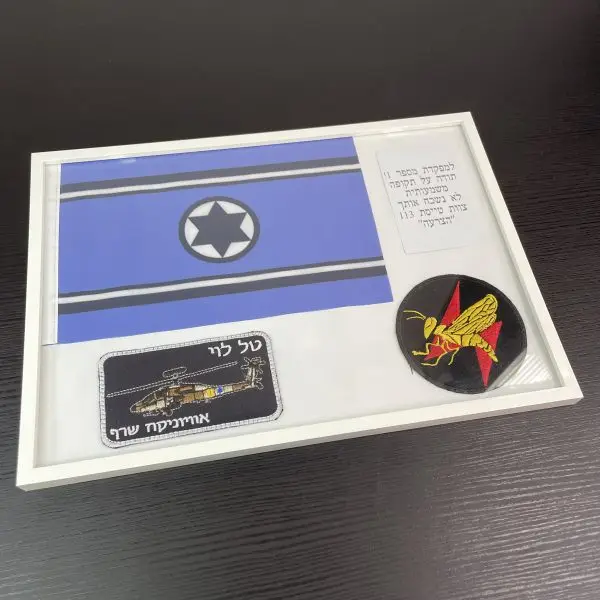 למפקדת מספר 1!
תודה על תקופה
משמעותית
לא נשכח אותך
צוות טייסת 113
"הצרעה"
טל לוי
אוויוניקה שרף